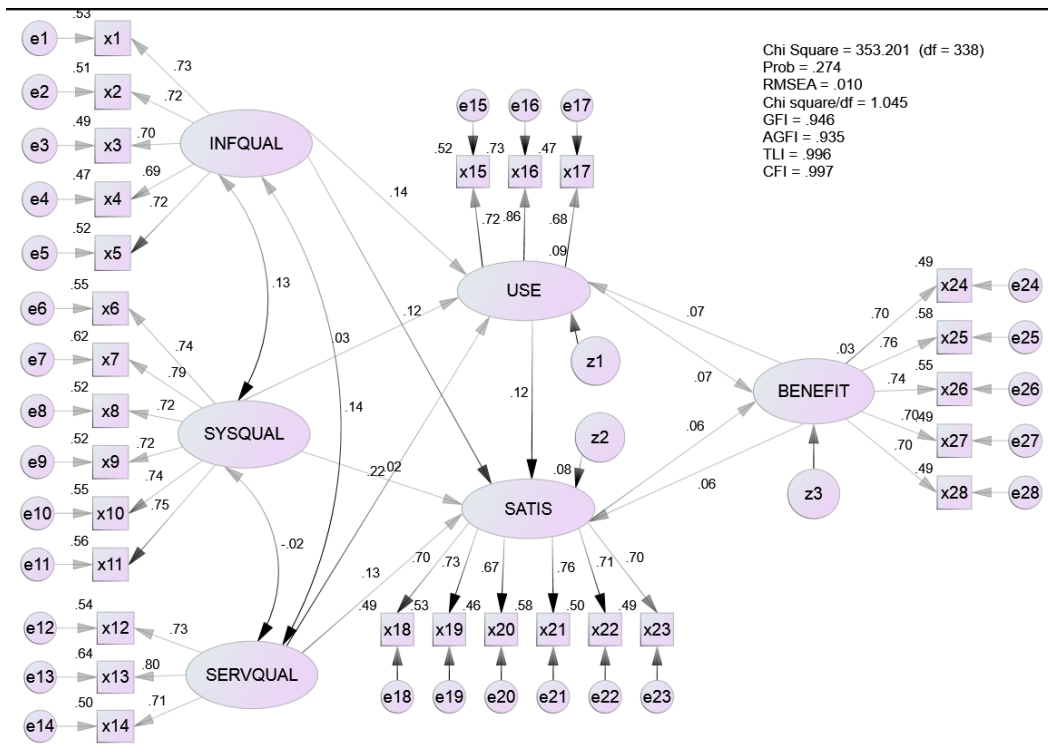 Chi Square = 353.201 (df = 338)
Prob = .274
RMSEA = .010
Chi square/df = 1.045
GFI = .946
AGFI = .935
TLI = .996
CFI = .997
.53
e1 x1
.73
.51
e2 x2
.72
.49
e3 x3
.70
.47
e4 x4
.69
.52
e5 x5
.72
INFQUAL
.55
e6 x6
.74
.62
e7 x7
.79
.52
e8 x8
.72
.52
e9 x9
.72
.55
e10 x10
.74
.56
e11 x11
.75
SYSQUAL
.54
e12 x12
.73
.64
e13 x13
.80
.50
e14 x14
.71
SERVQUAL
.13
.14
-.02
.14
.12
.03
.22
.02
.13
e15 e16 e17
.52 .73 .47
x15 x16 x17
.72 .86 .68
.09
USE
z1
.12
z2
.08
SATIS
.70 .73 .67 .76 .71 .70
.49 .53 .46 .58 .50 .49
x18 x19 x20 x21 x22 x23
e18 e19 e20 e21 e22 e23
.07
.07
.06
.06
.03
BENEFIT
z3
.49
x24 e24
.70
.58
x25 e25
.76
.55
x26 e26
.74
.49
x27 e27
.70
.49
x28 e28
.70